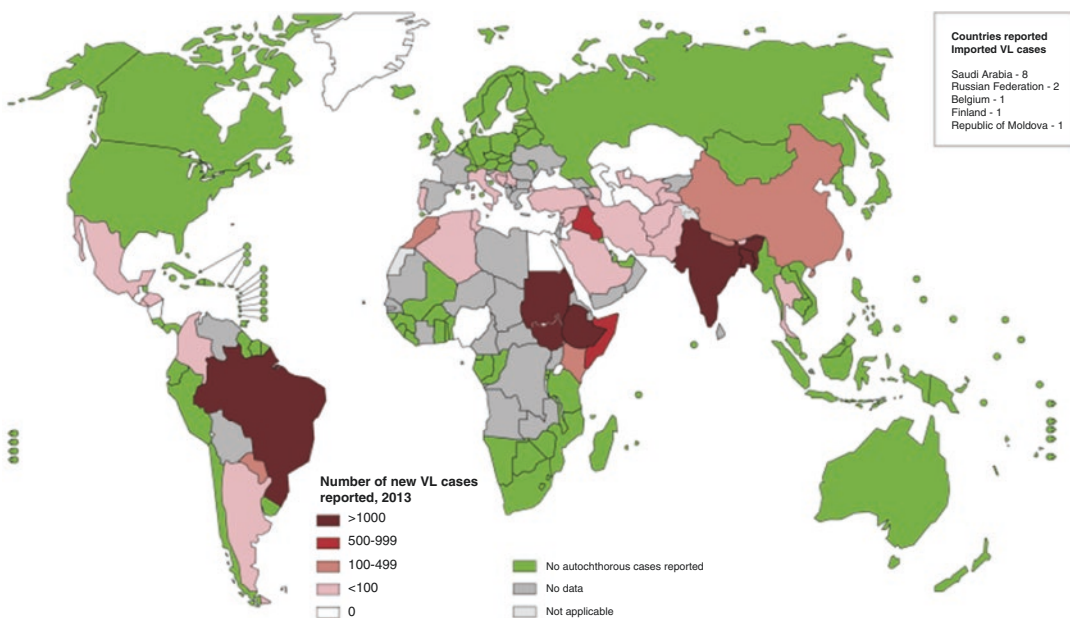 Countries reported
Imported VL cases
Saudi Arabia - 8
Russian Federation - 2
Belgium - 1
Finland - 1
Republic of Moldova - 1
Number of new VL cases
reported, 2013
>1000
500-999
100-499
<100
0
No autochthorous cases reported
No data
Not applicable